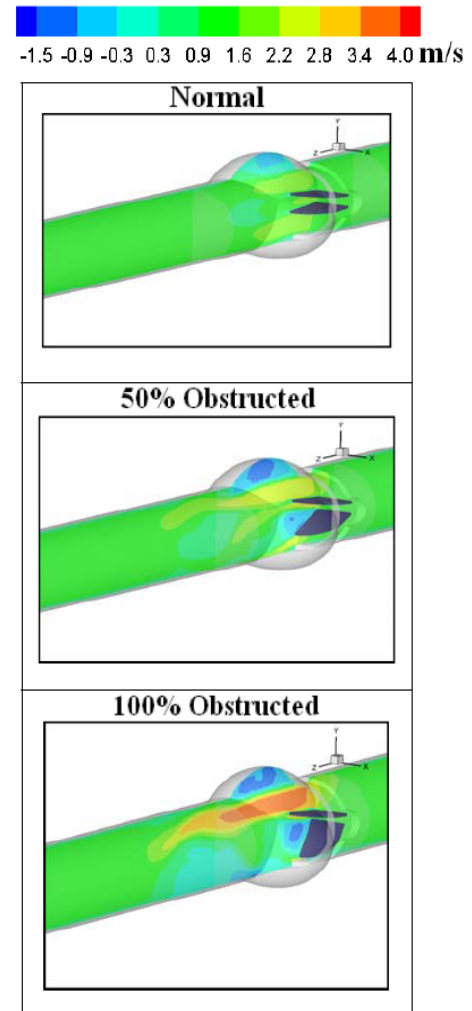 -1.5 -0.9 -0.3 0.3 0.9 1.6 2.2 2.8 3.4 4.0 m/s
Normal
Y
Z X
50% Obstructed
Y
Z X
100% Obstructed
Y
Z X